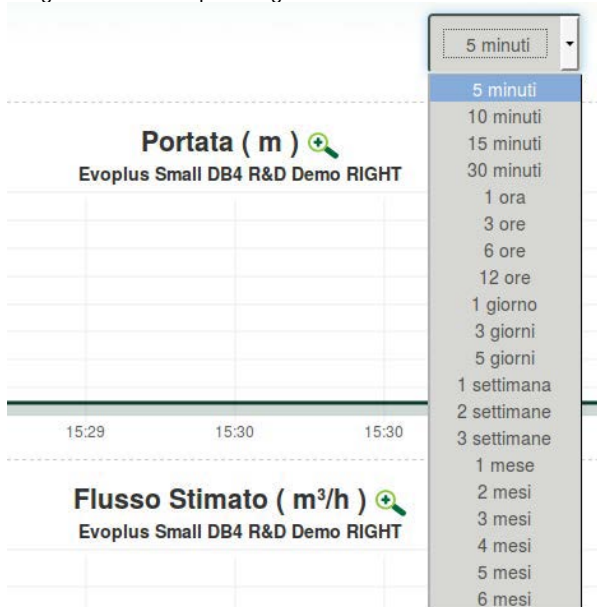 5 minuti
5 minuti
10 minuti
15 minuti
30 minuti
1 ora
3 ore
6 ore
12 ore
1 giorno
3 giorni
5 giorni
1 settimana
2 settimane
3 settimane
1 mese
2 mesi
3 mesi
4 mesi
5 mesi
6 mesi
Portata ( m )
Evoplus Small DB4 R&D Demo RIGHT
15:29 15:30 15:30
Flusso Stimato ( m³/h )
Evoplus Small DB4 R&D Demo RIGHT